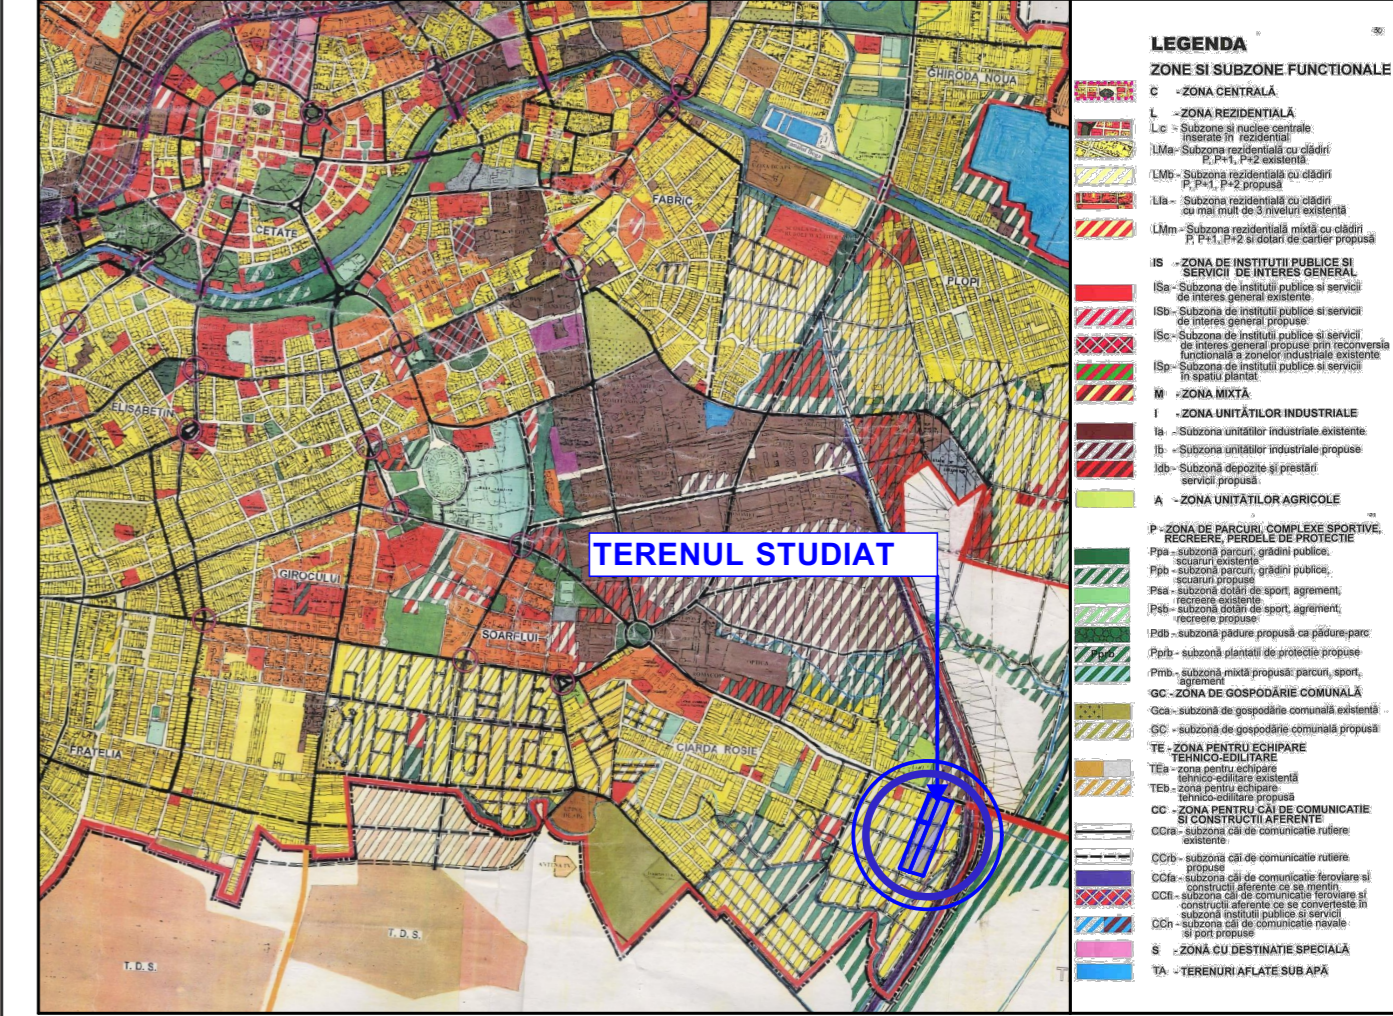 GHIRODA NOUA
FABRIC
CETATE
PLOPI
ELISABETIN
TERENUL STUDIAT
GIROCULUI
SOARELUI
CIARDA ROSIE
FRATELIA
T. D. S.
T. D. S.
LEGENDA
ZONE SI SUBZONE FUNCTIONALE
C - ZONA CENTRALĂ
L - ZONA REZIDENTIALĂ
L c - Subzone si nuclee centrale
inserate în rezidential
LMa - Subzona rezidentială cu clădiri
P, P+1, P+2 existentă
LMb - Subzona rezidentială cu clădiri
P, P+1, P+2 propusă
LIa - Subzona rezidentială cu clădiri
cu mai mult de 3 niveluri existentă
LMm - Subzona rezidentială mixtă cu clădiri
P, P+1, P+2 si dotari de cartier propusă
IS - ZONA DE INSTITUTII PUBLICE SI
SERVICII DE INTERES GENERAL
ISa - Subzona de institutii publice si servicii
de interes general existente
ISb - Subzona de institutii publice si servicii
de interes general propuse
ISc - Subzona de institutii publice si servicii
de interes general propuse prin reconversia
functională a zonelor industriale existente
ISp - Subzona de institutii publice si servicii
în spatiu plantat
M - ZONA MIXTĂ
I - ZONA UNITĂTILOR INDUSTRIALE
Ia - Subzona unitătilor industriale existente
Ib - Subzona unitătilor industriale propuse
Idb - Subzonă depozite şi prestări
servicii propusă
A - ZONA UNITĂTILOR AGRICOLE
P - ZONA DE PARCURI, COMPLEXE SPORTIVE,
RECREERE, PERDELE DE PROTECTIE
Ppa - subzonă parcuri, grădini publice,
scuaruri existente
Ppb - subzonă parcuri, grădini publice,
scuaruri propuse
Psa - subzonă dotări de sport, agrement,
recreere existente
Psb - subzonă dotări de sport, agrement,
recreere propuse
Pdb - subzonă pădure propusă ca pădure-parc
Pprb
Pprb - subzonă plantatii de protectie propuse
Pmb - subzonă mixtă propusă: parcuri, sport,
agrement
GC - ZONA DE GOSPODĂRIE COMUNALĂ
Gca - subzonă de gospodărie comunală existentă
GC - subzonă de gospodărie comunală propusă
TE - ZONA PENTRU ECHIPARE
TEHNICO-EDILITARE
TEa - zona pentru echipare
tehnico-edilitare existentă
TEb - zona pentru echipare
tehnico-edilitare propusă
CC - ZONA PENTRU CĂI DE COMUNICATIE
SI CONSTRUCTII AFERENTE
CCra - subzona căi de comunicatie rutiere
existente
CCrb - subzona căi de comunicatie rutiere
propuse
CCfa - subzona căi de comunicatie feroviare si
constructii aferente ce se mentin
CCfi - subzona căi de comunicatie feroviare si
constructii aferente ce se converteste în
subzonă institutii publice si servicii
CCn - subzona căi de comunicatie navale
si port propuse
S - ZONĂ CU DESTINATIE SPECIALĂ
TA - TERENURI AFLATE SUB APĂ